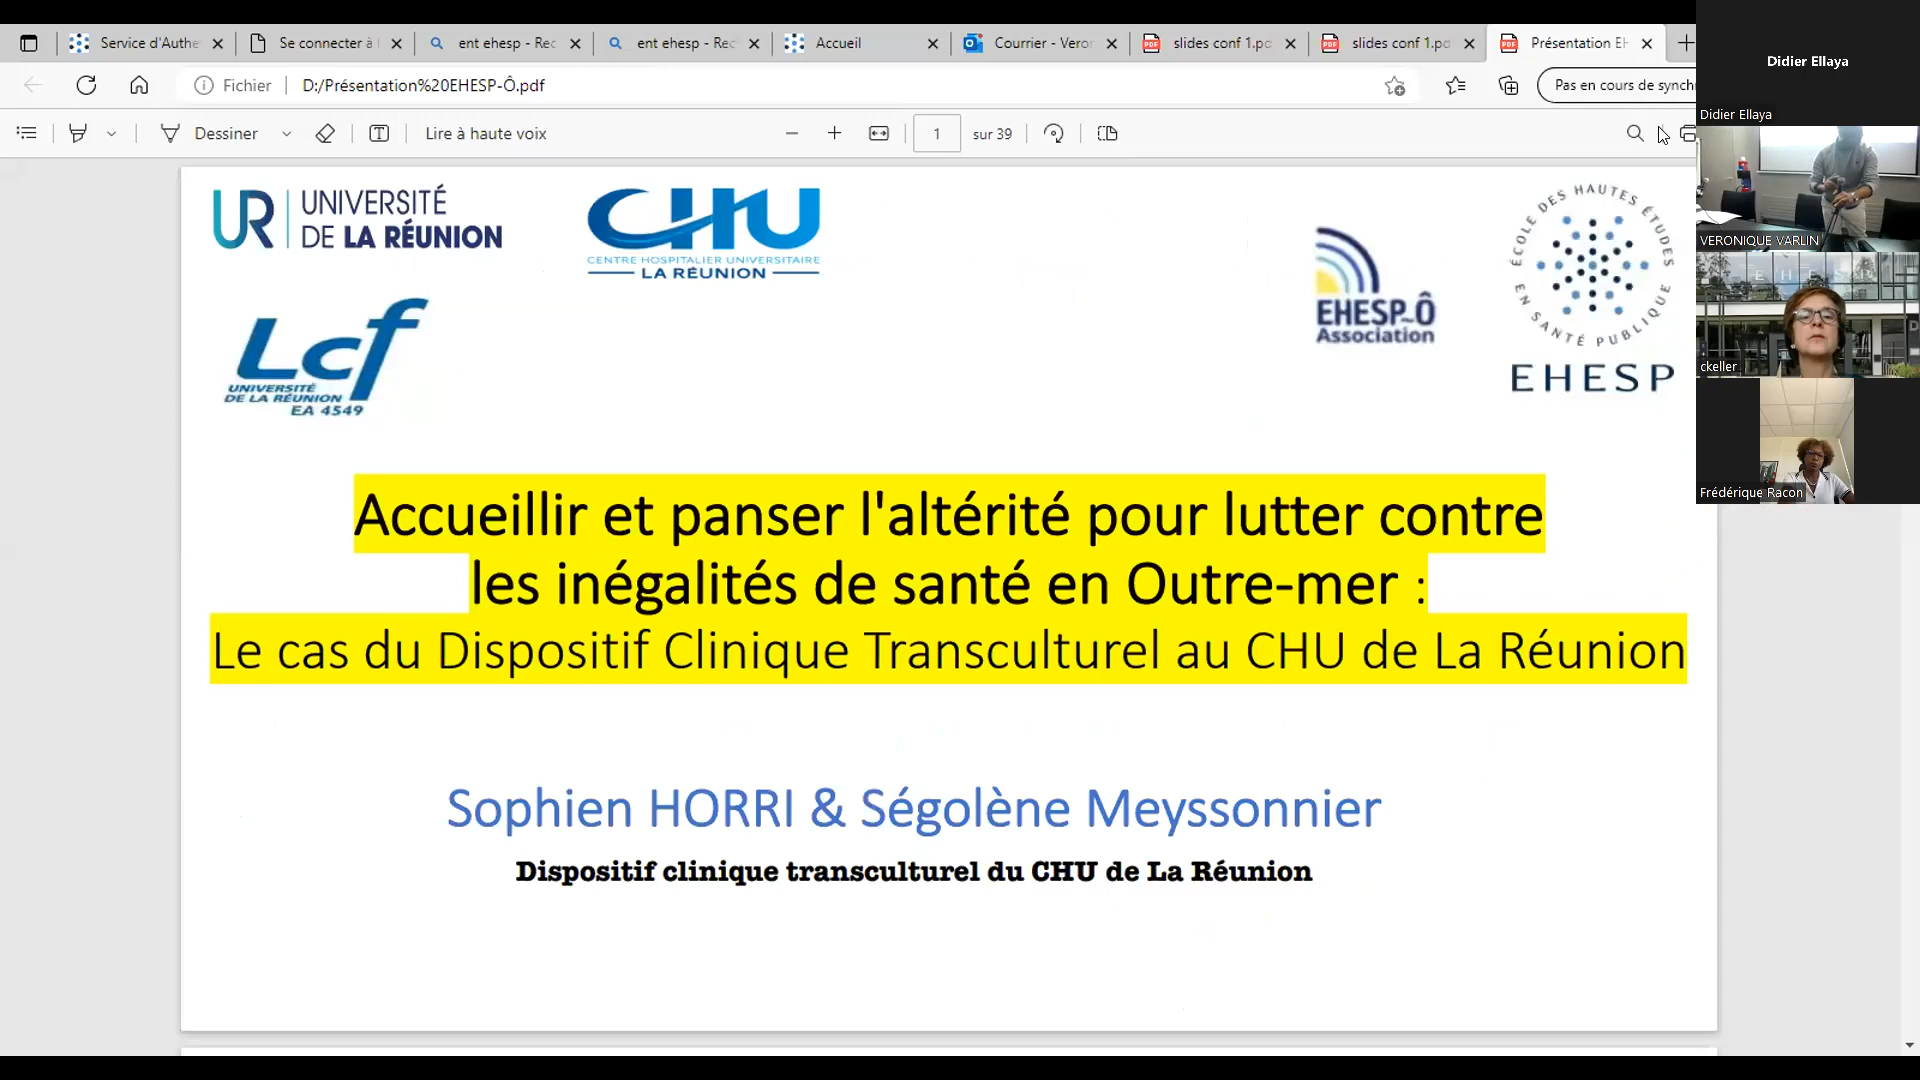 Service d'Authe
Se connecter à l
ent ehesp - Rec
ent ehesp - Rec
Accueil
Courrier - Vero
slides conf 1.pd
slides conf 1.pd
Présentation EH
Fichier
D:/Présentation%20EHESP-Ô.pdf
Pas en cours de synchr
Dessiner
Lire à haute voix
1
sur 39
UR UNIVERSITÉ
DE LA RÉUNION
CHU
CENTRE HOSPITALIER UNIVERSITAIRE
LA RÉUNION
Lcf
UNIVERSITÉ
DE LA RÉUNION
EA 4549
EHESP-Ô
Association
ÉCOLE DES HAUTES ÉTUDES
EN SANTÉ PUBLIQUE
EHESP
Accueillir et panser l'altérité pour lutter contre
les inégalités de santé en Outre-mer :
Le cas du Dispositif Clinique Transculturel au CHU de La Réunion
Sophien HORRI & Ségolène Meyssonnier
Dispositif clinique transculturel du CHU de La Réunion
Didier Ellaya
Didier Ellaya
VERONIQUE VARLIN
EHESP
ckeller
Frédérique Racon